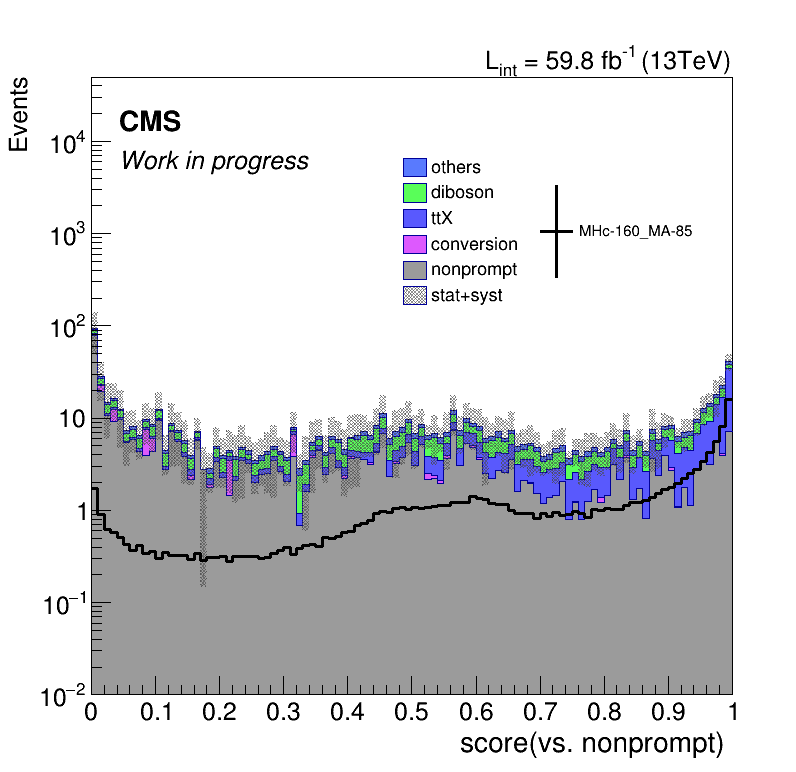 L_int = 59.8 fb^-1 (13TeV)
Events
CMS
Work in progress
others
diboson
ttX
conversion
nonprompt
stat+syst
MHc-160_MA-85
10^4
10^3
10^2
10
1
10^−1
10^−2
0 0.1 0.2 0.3 0.4 0.5 0.6 0.7 0.8 0.9 1
score(vs. nonprompt)